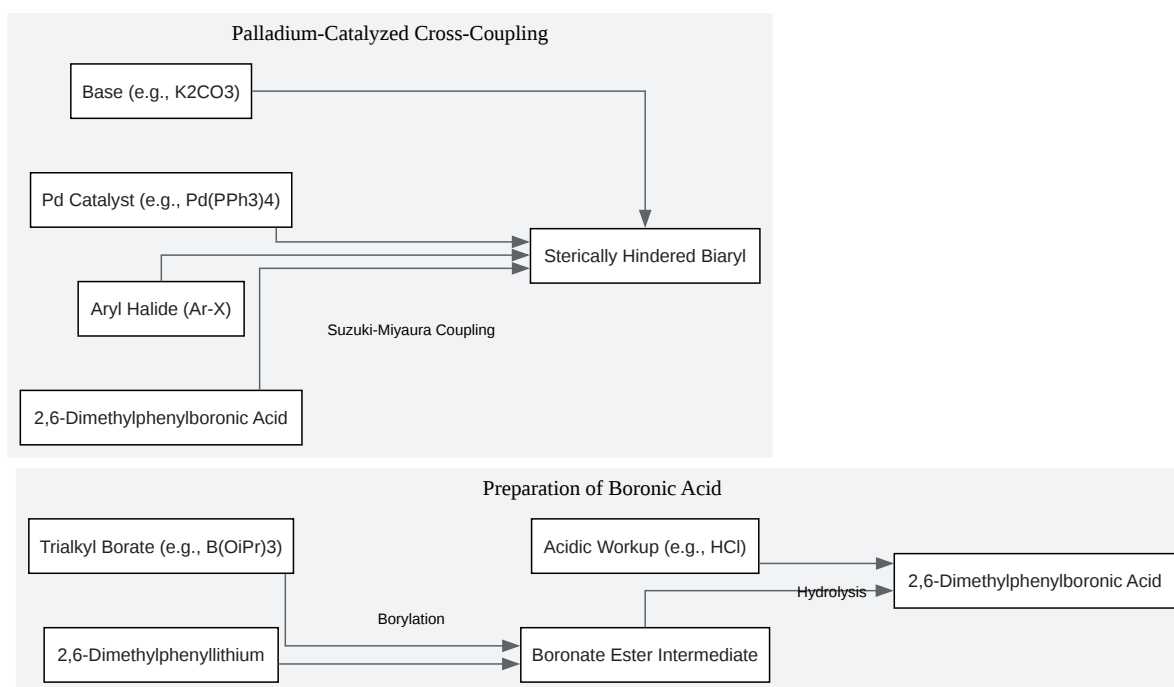 Palladium-Catalyzed Cross-Coupling
Base (e.g., K2CO3)
Pd Catalyst (e.g., Pd(PPh3)4)
Sterically Hindered Biaryl
Aryl Halide (Ar-X)
Suzuki-Miyaura Coupling
2,6-Dimethylphenylboronic Acid
Preparation of Boronic Acid
Trialkyl Borate (e.g., B(OiPr)3)
Acidic Workup (e.g., HCl)
2,6-Dimethylphenylboronic Acid
Hydrolysis
Borylation
2,6-Dimethylphenyllithium
Boronate Ester Intermediate